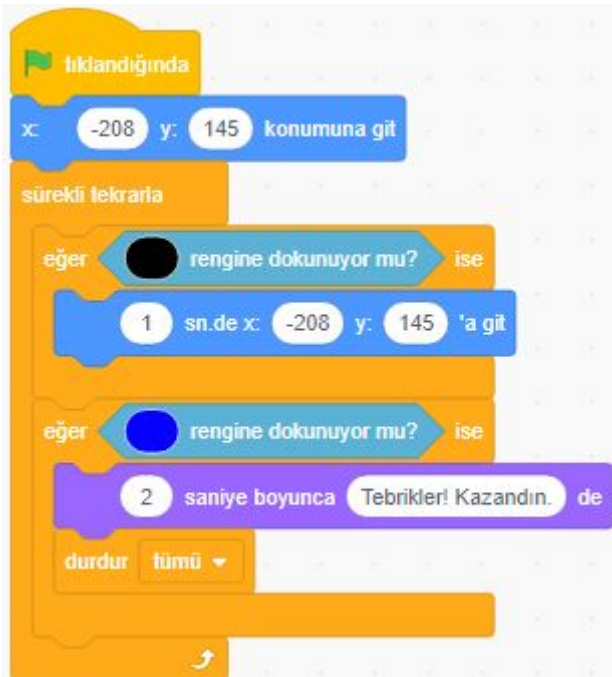 tıklandığında
x: -208 y: 145 konumuna git
sürekli tekrarla
eğer rengine dokunuyor mu? ise
1 sn.de x: -208 y: 145 'a git
eğer rengine dokunuyor mu? ise
2 saniye boyunca Tebrikler! Kazandın. de
durdur tümü